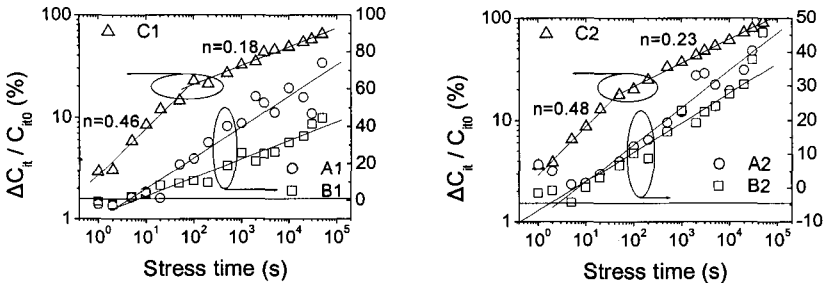 C1
n=0.18
n=0.46
A1
B1
ΔC_it / C_it0 (%)
100
10
1
100
80
60
40
20
0
10^0 10^1 10^2 10^3 10^4 10^5
Stress time (s)
C2
n=0.23
n=0.48
A2
B2
ΔC_it / C_it0 (%)
100
10
1
50
40
30
20
10
0
-10
10^0 10^1 10^2 10^3 10^4 10^5
Stress time (s)